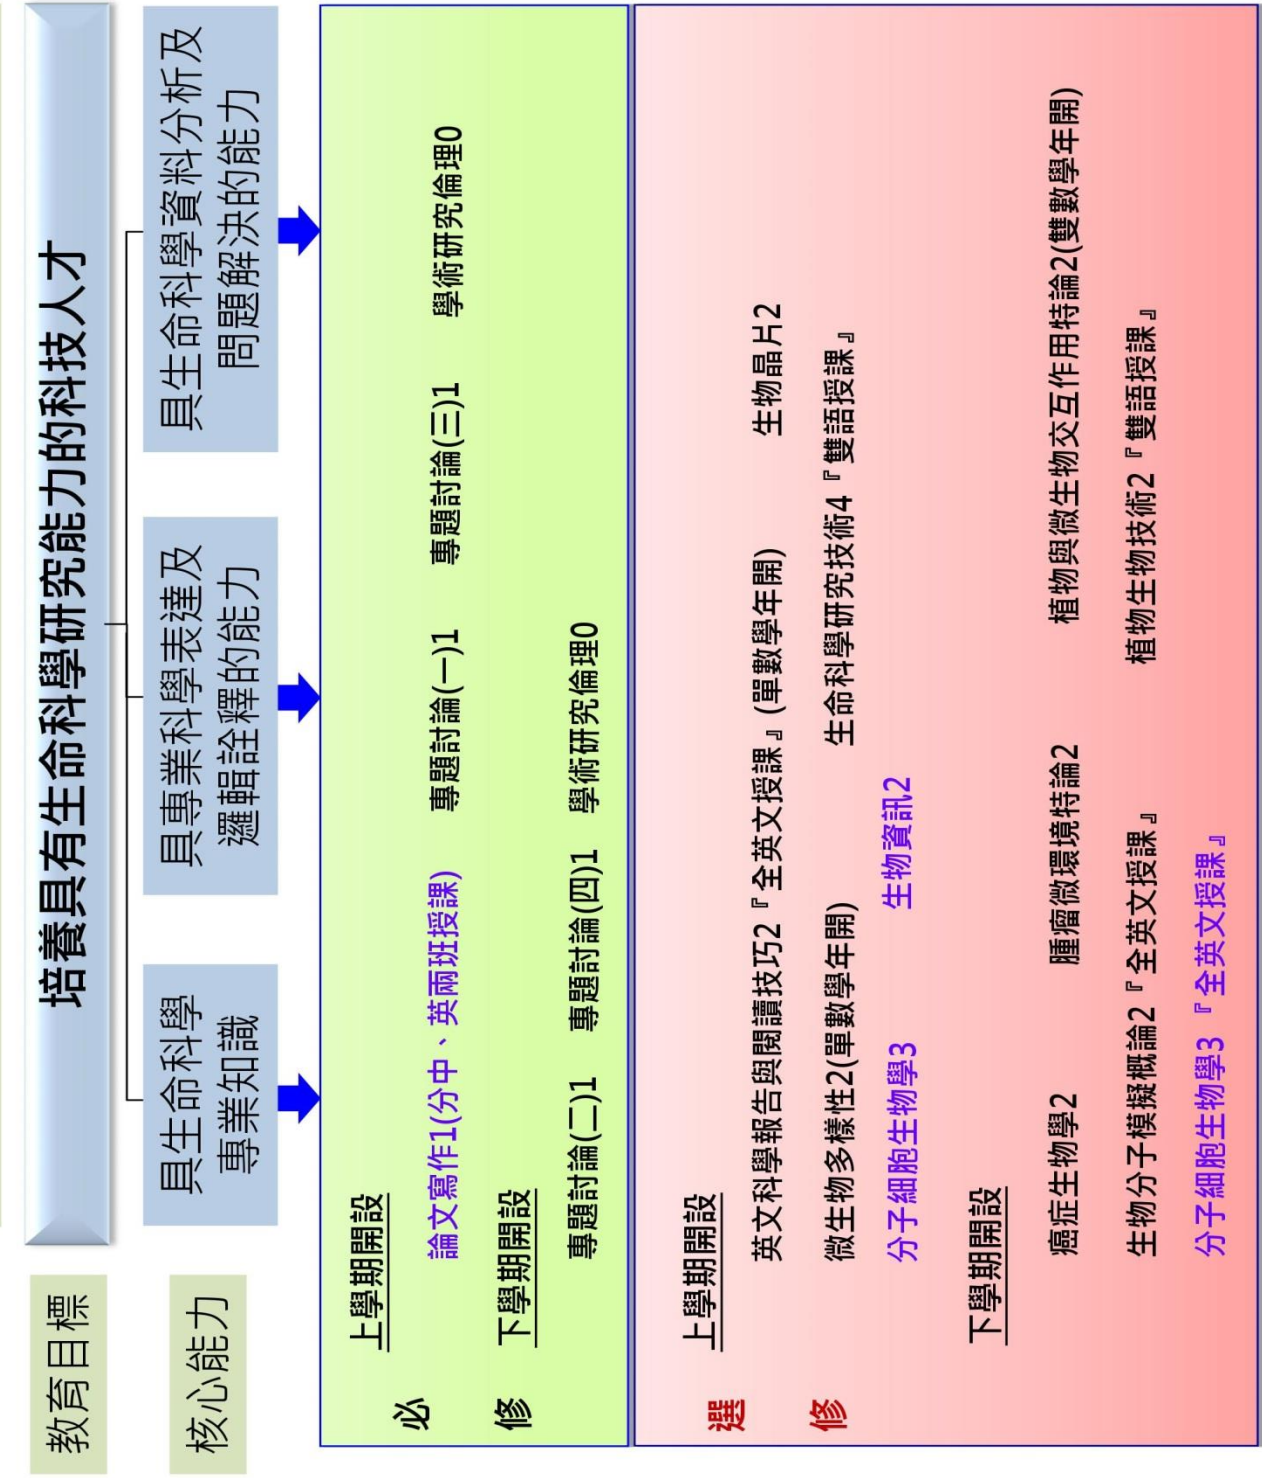 教育目標
培養具有生命科學研究能力的科技人才
核心能力
具生命科學
專業知識
具專業科學表達及
邏輯詮釋的能力
具生命科學資料分析及
問題解決的能力
必
修
上學期開設
論文寫作1(分中、英兩班授課) 專題討論(一)1 專題討論(三)1 學術研究倫理0
下學期開設
專題討論(二)1 專題討論(四)1 學術研究倫理0
選
修
上學期開設
英文科學報告與閱讀技巧2『全英文授課』(單數學年開) 生物晶片2
微生物多樣性2(單數學年開) 生命科學研究技術4『雙語授課』
分子細胞生物學3 生物資訊2
下學期開設
癌症生物學2 腫瘤微環境特論2 植物與微生物交互作用特論2(雙數學年開)
生物分子模擬概論2『全英文授課』 植物生物技術2『雙語授課』
分子細胞生物學3『全英文授課』